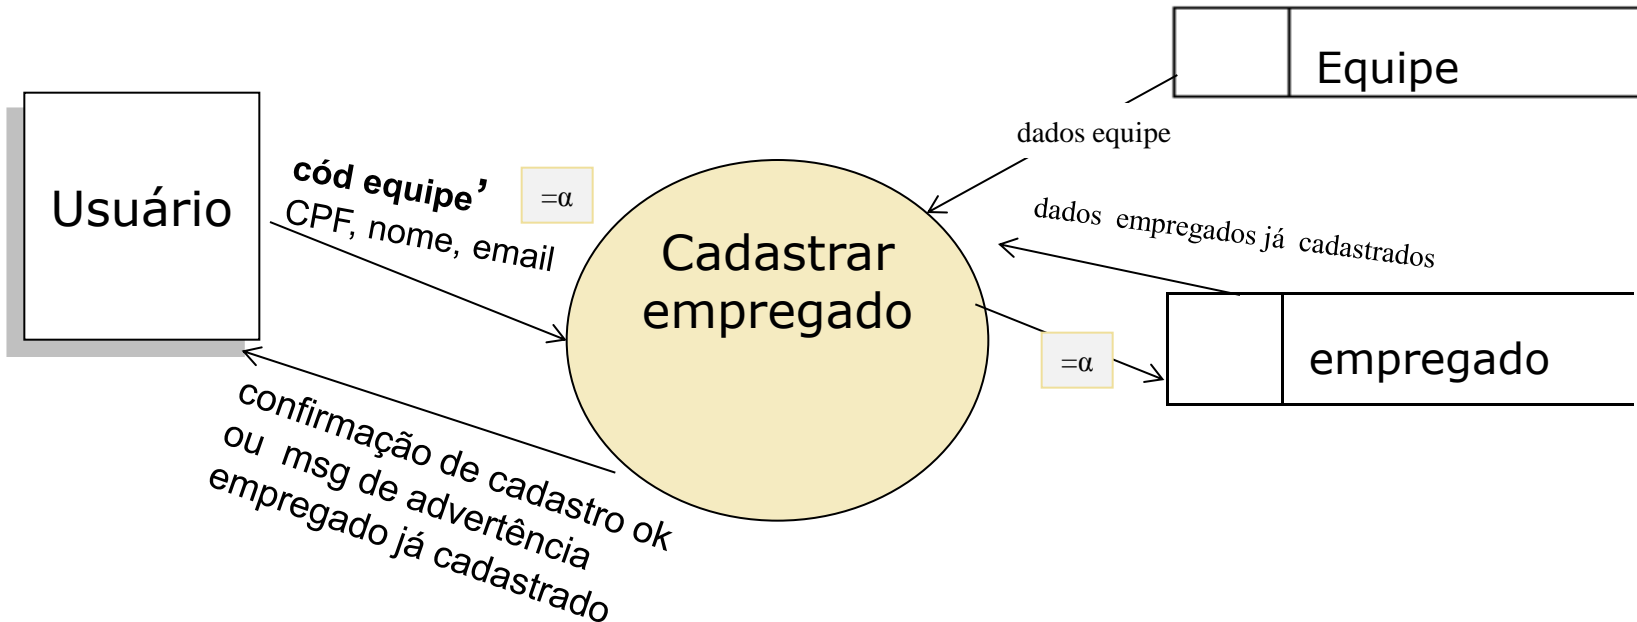 Equipe
dados equipe
Usuário
cód equipe’
CPF, nome, email
=α
Cadastrar
empregado
dados empregados já cadastrados
=α
empregado
confirmação de cadastro ok
ou msg de advertência
empregado já cadastrado